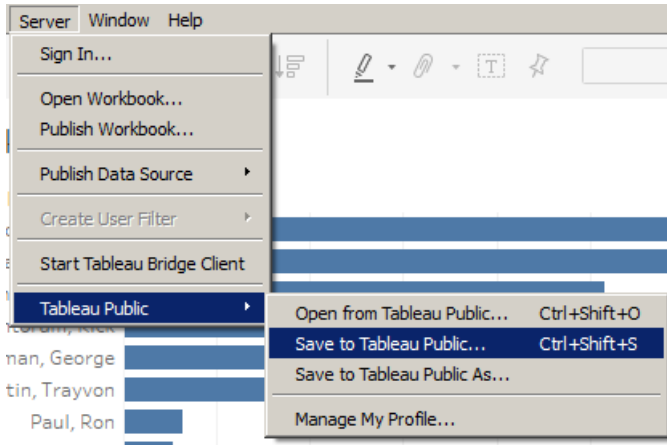 Server Window Help
Sign In...
Open Workbook...
Publish Workbook...
Publish Data Source
Create User Filter
Start Tableau Bridge Client
Tableau Public
Open from Tableau Public... Ctrl+Shift+O
Save to Tableau Public... Ctrl+Shift+S
Save to Tableau Public As...
Manage My Profile...
man, George
tin, Trayvon
Paul, Ron